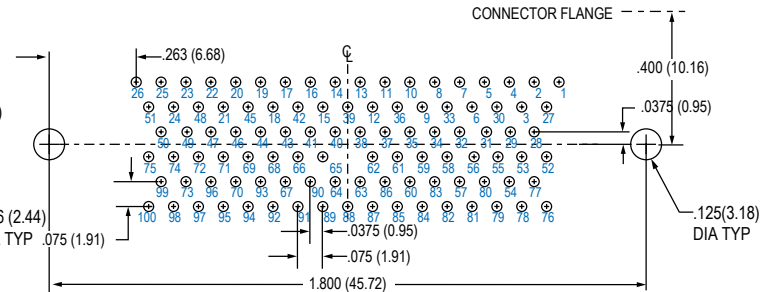 CONNECTOR FLANGE
.263 (6.68)
℄
.400 (10.16)
26 25 23 22 20 19 17 16 14 13 11 10 8 7 5 4 2 1
.0375 (0.95)
51 24 48 21 45 18 42 15 39 12 36 9 33 6 30 3 27
50 49 47 46 44 43 41 40 38 37 35 34 32 31 29 28
75 74 72 71 69 68 66 65 62 61 59 58 56 55 53 52
99 73 96 70 93 67 90 64 63 86 60 83 57 80 54 77
6 (2.44)
.125(3.18)
100 98 97 95 94 92 91 89 88 87 85 84 82 81 79 78 76
TYP .075 (1.91)
DIA TYP
.0375 (0.95)
.075 (1.91)
1.800 (45.72)